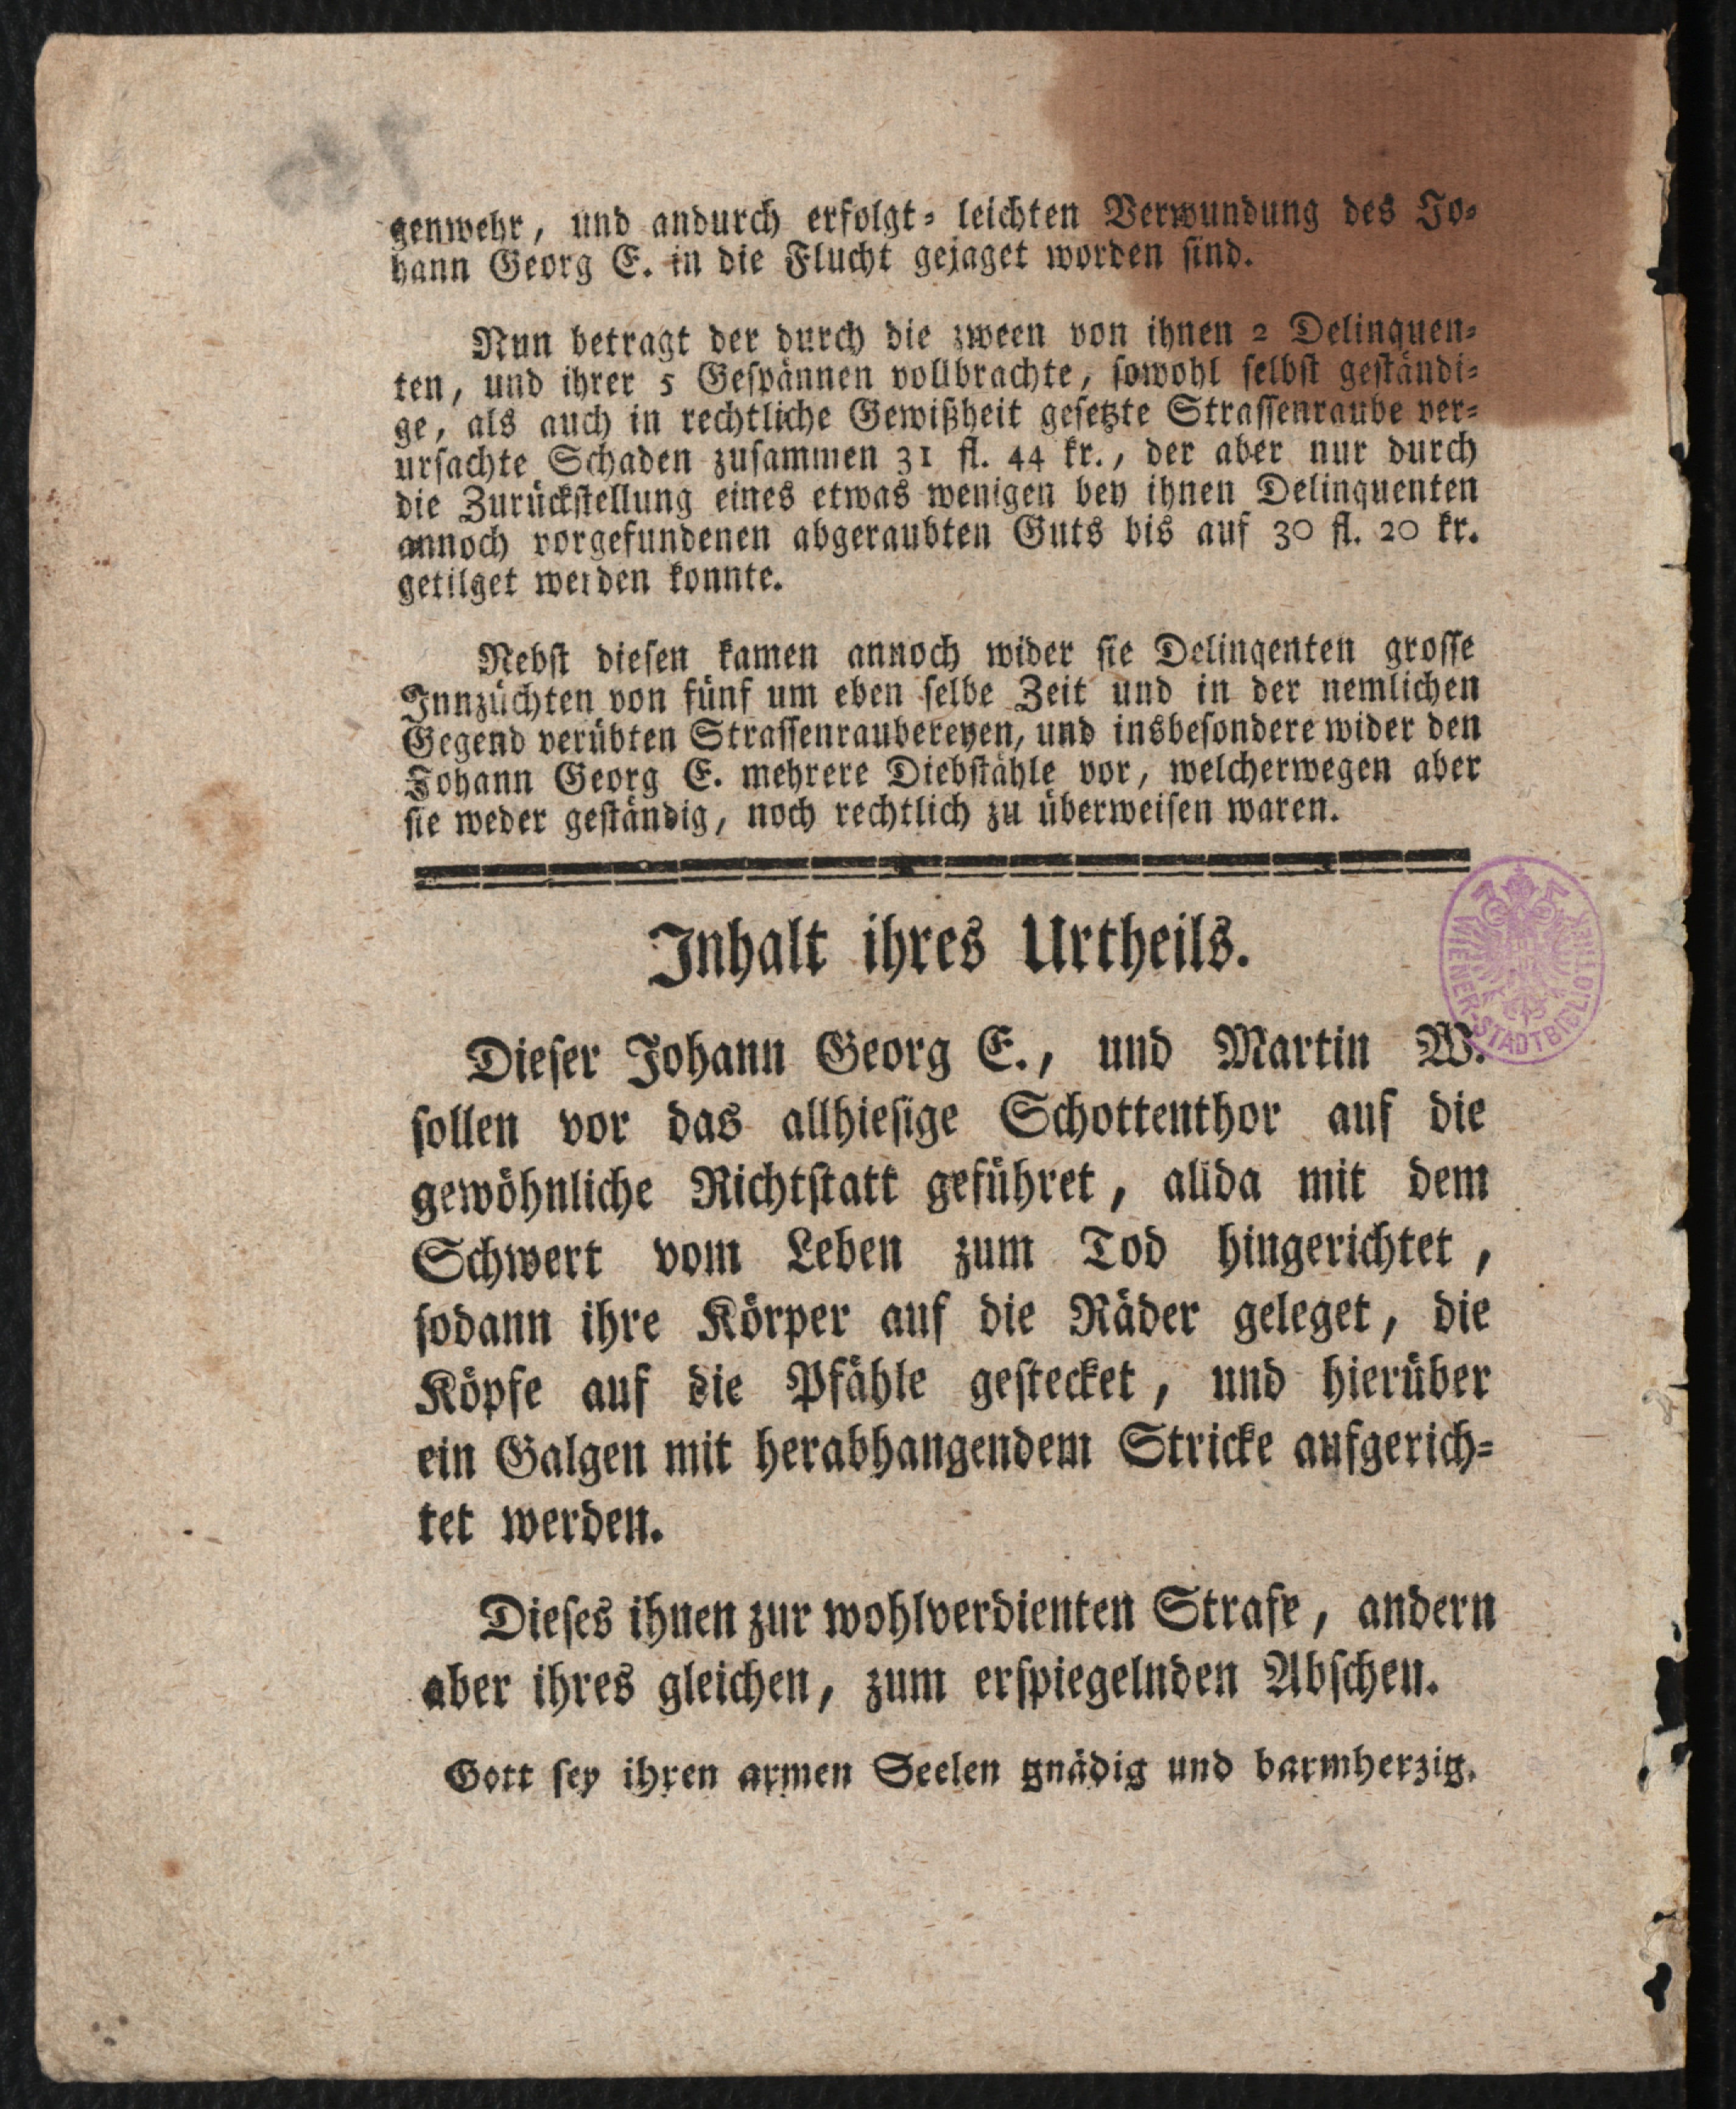 genwehr, und andurch erfolgt= leichten Verwundung des Jo=
hann Georg E. in die Flucht gejaget worden sind.
Nun betragt der durch die zween von ihnen 2 Delinquen=
ten, und ihrer 5 Gespännen vollbrachte, sowohl selbst geständi=
ge, als auch in rechtliche Gewißheit gesetzte Strassenraube ver=
ursachte Schaden zusammen 31 fl. 44 kr., der aber nur durch
die Zurückstellung eines etwas wenigen bey ihnen Delinquenten
annoch vorgefundenen abgeraubten Guts bis auf 30 fl. 20 kr.
getilget werden konnte.
Nebst diesen kamen annoch wider sie Delinqenten grosse
Innzüchten von fünf um eben selbe Zeit und in der nemlichen
Gegend verübten Strassenraubereyen, und insbesondere wider den
Johann Georg E. mehrere Diebstähle vor, welcherwegen aber
sie weder geständig, noch rechtlich zu überweisen waren.
Inhalt ihres Urtheils.
Dieser Johann Georg E., und Martin W.
sollen vor das allhiesige Schottenthor auf die
gewöhnliche Richtstatt geführet, allda mit dem
Schwert vom Leben zum Tod hingerichtet,
sodann ihre Körper auf die Räder geleget, die
Köpfe auf die Pfähle gestecket, und hierüber
ein Galgen mit herabhangendem Stricke aufgerich=
tet werden.
Dieses ihnen zur wohlverdienten Strafe, andern
aber ihres gleichen, zum erspiegelnden Abscheu.
Gott sey ihren armen Seelen gnädig und barmherzig.
WIENER-STADTBIBLIOTHEK